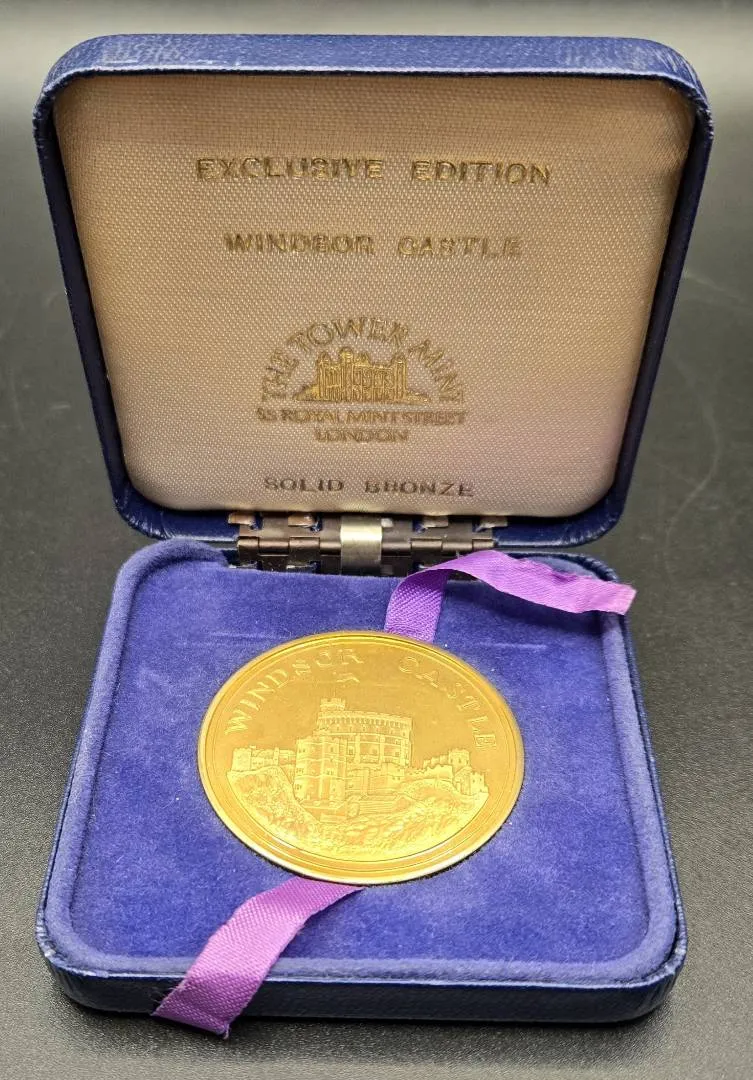 EXCLUSIVE EDITION
WINDSOR CASTLE
THE TOWER MINT
55 ROYAL MINT STREET
LONDON
SOLID BRONZE
WINDSOR CASTLE